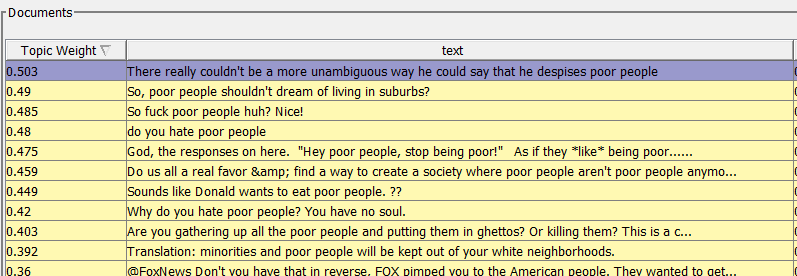 Documents
Topic Weight text
0.503 There really couldn't be a more unambiguous way he could say that he despises poor people
0.49 So, poor people shouldn't dream of living in suburbs?
0.485 So fuck poor people huh? Nice!
0.48 do you hate poor people
0.475 God, the responses on here. "Hey poor people, stop being poor!" As if they *like* being poor......
0.459 Do us all a real favor &amp; find a way to create a society where poor people aren't poor people anymo...
0.449 Sounds like Donald wants to eat poor people. ??
0.42 Why do you hate poor people? You have no soul.
0.403 Are you gathering up all the poor people and putting them in ghettos? Or killing them? This is a c...
0.392 Translation: minorities and poor people will be kept out of your white neighborhoods.
0.36 @FoxNews Don't you have that in reverse, FOX pimped you to the American people. They wanted to get...